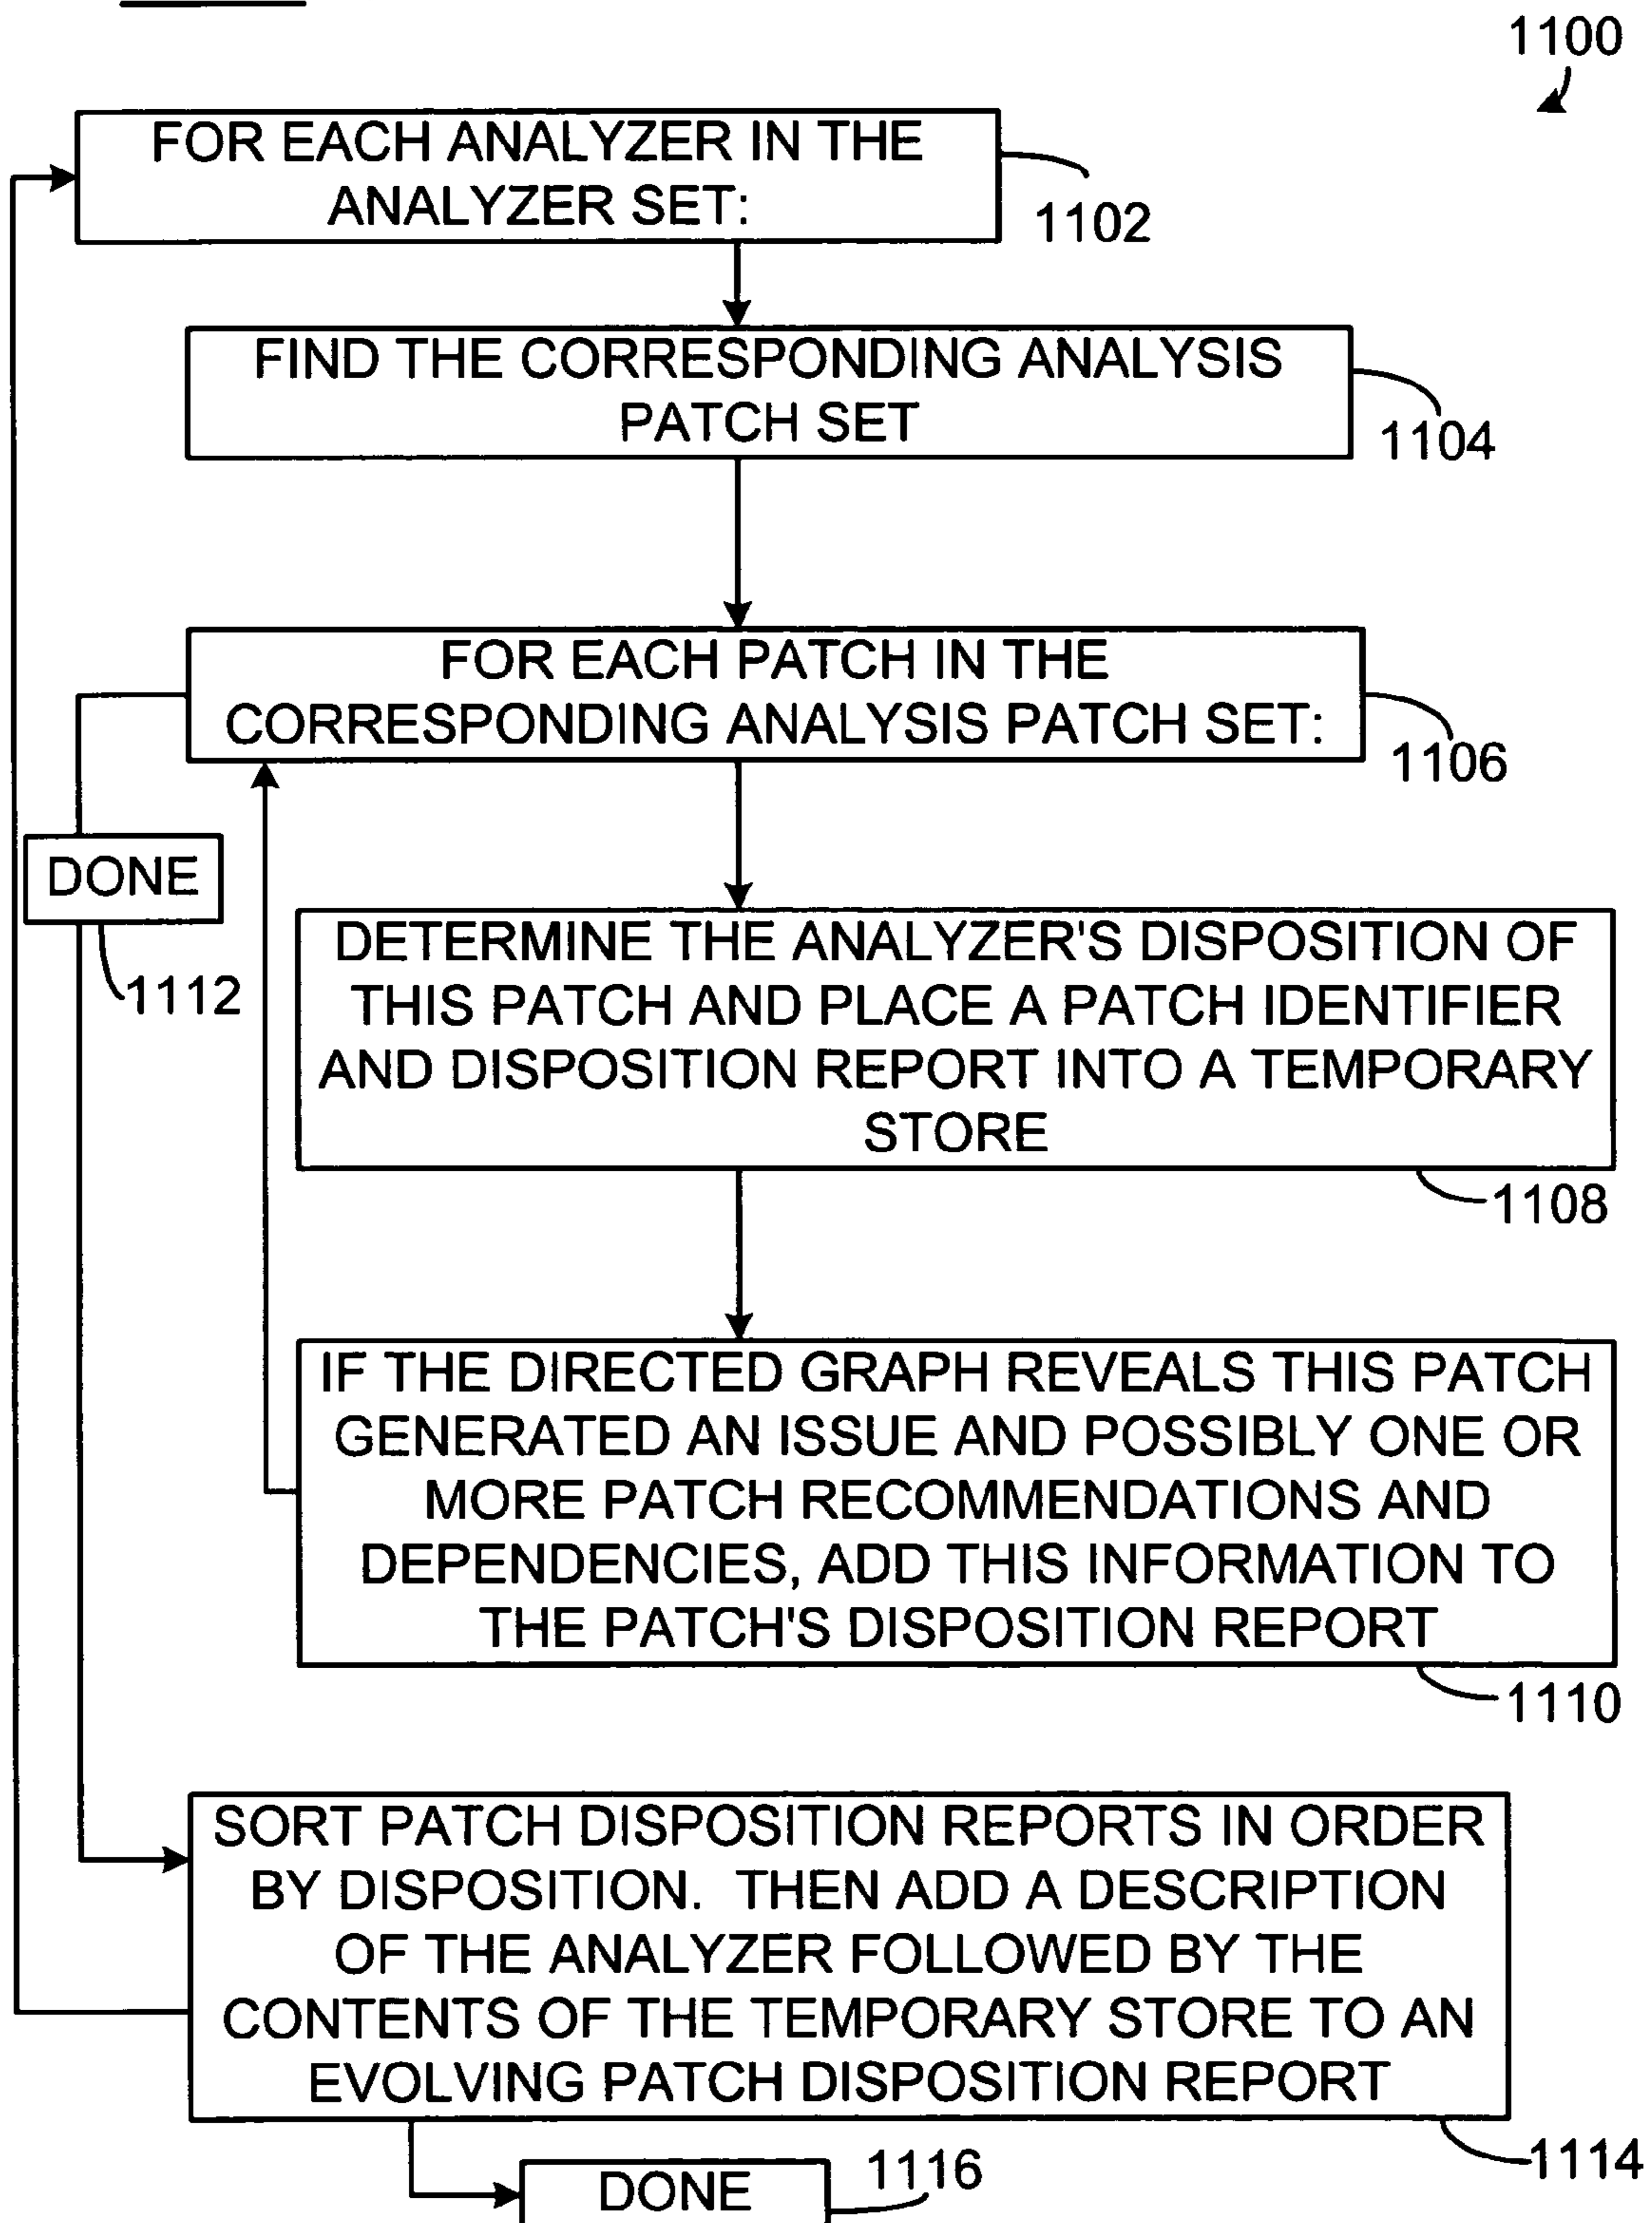 1100
FOR EACH ANALYZER IN THE
ANALYZER SET:
1102
FIND THE CORRESPONDING ANALYSIS
PATCH SET
1104
FOR EACH PATCH IN THE
CORRESPONDING ANALYSIS PATCH SET:
1106
DONE
1112
DETERMINE THE ANALYZER'S DISPOSITION OF
THIS PATCH AND PLACE A PATCH IDENTIFIER
AND DISPOSITION REPORT INTO A TEMPORARY
STORE
1108
IF THE DIRECTED GRAPH REVEALS THIS PATCH
GENERATED AN ISSUE AND POSSIBLY ONE OR
MORE PATCH RECOMMENDATIONS AND
DEPENDENCIES, ADD THIS INFORMATION TO
THE PATCH'S DISPOSITION REPORT
1110
SORT PATCH DISPOSITION REPORTS IN ORDER
BY DISPOSITION. THEN ADD A DESCRIPTION
OF THE ANALYZER FOLLOWED BY THE
CONTENTS OF THE TEMPORARY STORE TO AN
EVOLVING PATCH DISPOSITION REPORT
1114
DONE
1116